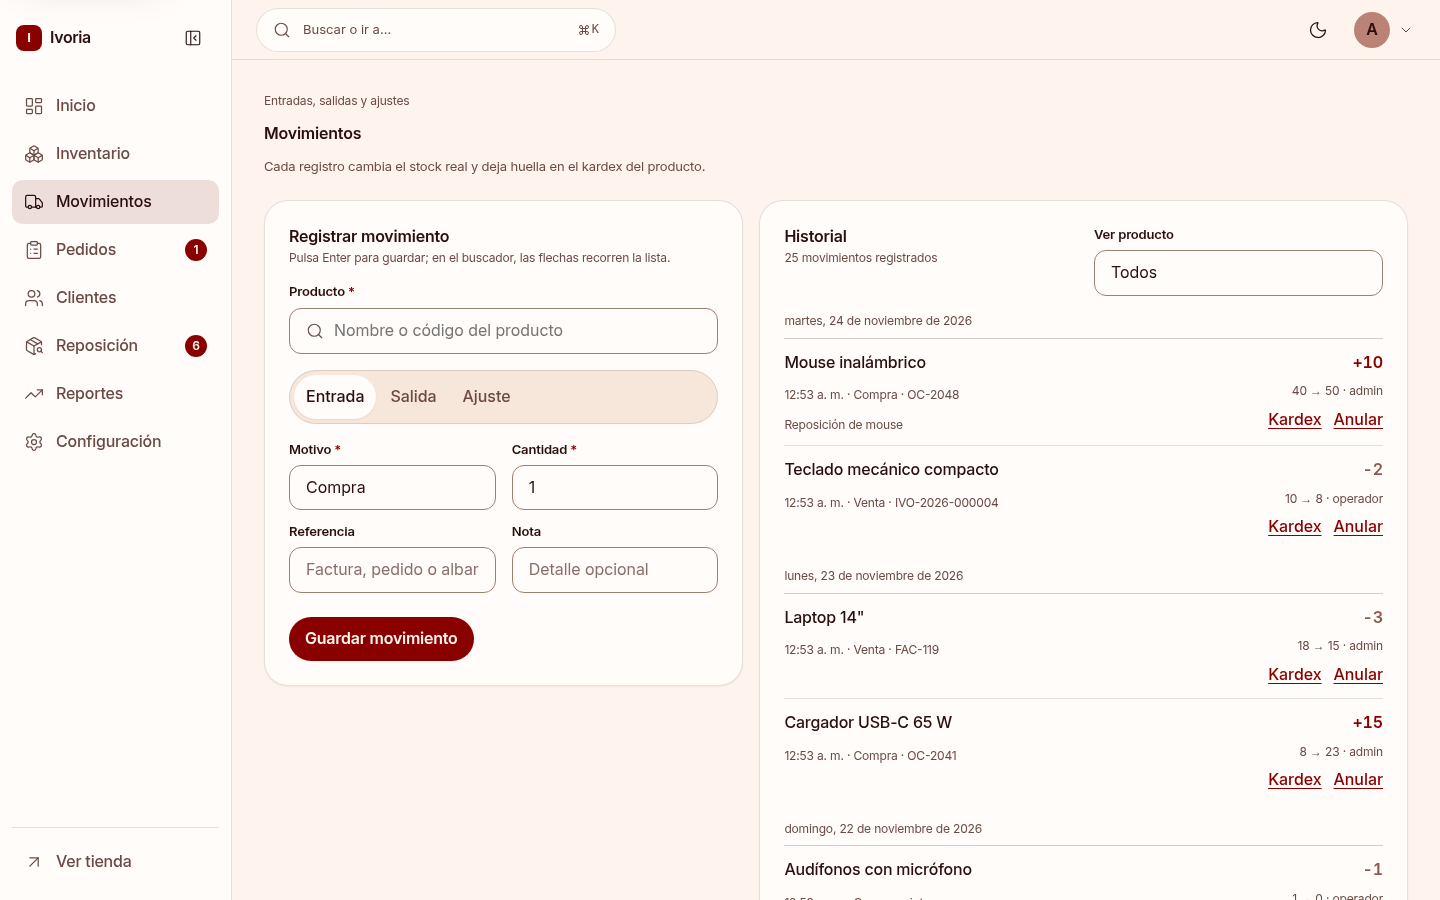 I Ivoria
Inicio
Inventario
Movimientos
Pedidos 1
Clientes
Reposición 6
Reportes
Configuración
Ver tienda
Buscar o ir a... ⌘K
A
Entradas, salidas y ajustes
Movimientos
Cada registro cambia el stock real y deja huella en el kardex del producto.
Registrar movimiento
Pulsa Enter para guardar; en el buscador, las flechas recorren la lista.
Producto *
Nombre o código del producto
Entrada Salida Ajuste
Motivo * Cantidad *
Compra 1
Referencia Nota
Factura, pedido o albar Detalle opcional
Guardar movimiento
Historial
25 movimientos registrados
Ver producto
Todos
martes, 24 de noviembre de 2026
Mouse inalámbrico +10
12:53 a. m. · Compra · OC-2048 40 → 50 · admin
Reposición de mouse Kardex Anular
Teclado mecánico compacto -2
12:53 a. m. · Venta · IVO-2026-000004 10 → 8 · operador
Kardex Anular
lunes, 23 de noviembre de 2026
Laptop 14" -3
12:53 a. m. · Venta · FAC-119 18 → 15 · admin
Kardex Anular
Cargador USB-C 65 W +15
12:53 a. m. · Compra · OC-2041 8 → 23 · admin
Kardex Anular
domingo, 22 de noviembre de 2026
Audífonos con micrófono -1
1 → 0 · operador